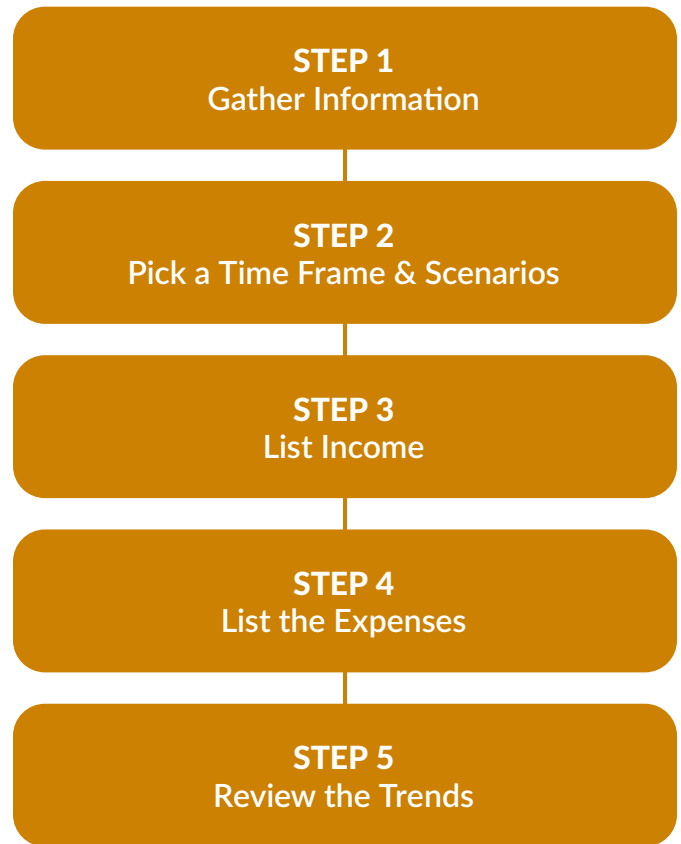 STEP 1
Gather Information
STEP 2
Pick a Time Frame & Scenarios
STEP 3
List Income
STEP 4
List the Expenses
STEP 5
Review the Trends